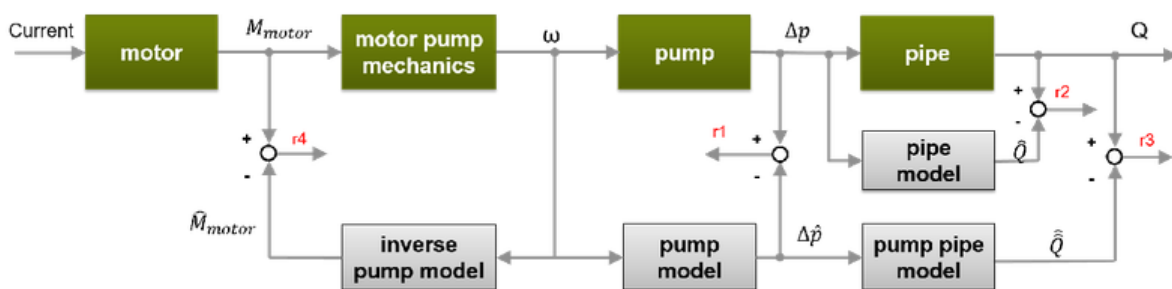 Current
motor
M_motor
motor pump
mechanics
ω
pump
Δp
pipe
Q
+
-
r4
r1
+
-
+
-
r2
pipe
model
Q̂
+
-
r3
M̂_motor
inverse
pump model
pump
model
Δp̂
pump pipe
model
Q̂̂